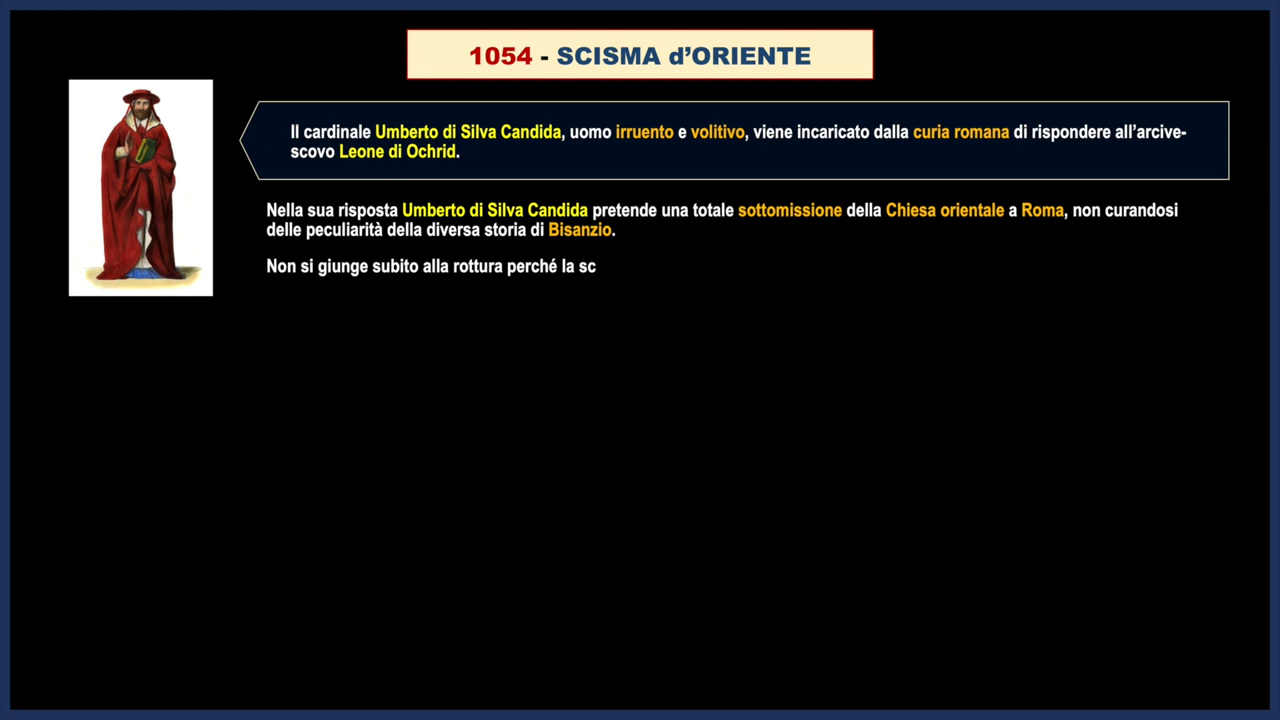 1054 - SCISMA d’ORIENTE
Il cardinale Umberto di Silva Candida, uomo irruento e volitivo, viene incaricato dalla curia romana di rispondere all’arcive-
scovo Leone di Ochrid.
Nella sua risposta Umberto di Silva Candida pretende una totale sottomissione della Chiesa orientale a Roma, non curandosi
delle peculiarità della diversa storia di Bisanzio.
Non si giunge subito alla rottura perché la sc